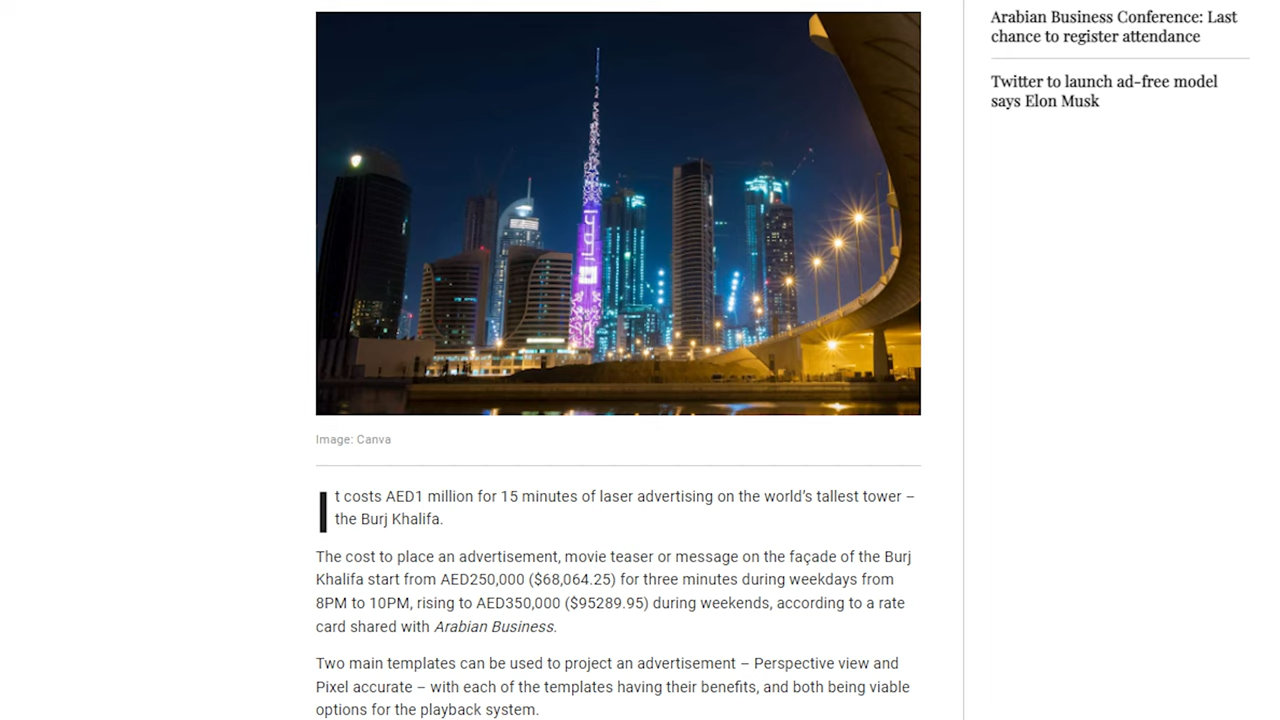 Arabian Business Conference: Last
chance to register attendance
Twitter to launch ad-free model
says Elon Musk
Image: Canva
It costs AED1 million for 15 minutes of laser advertising on the world’s tallest tower –
the Burj Khalifa.
The cost to place an advertisement, movie teaser or message on the façade of the Burj
Khalifa start from AED250,000 ($68,064.25) for three minutes during weekdays from
8PM to 10PM, rising to AED350,000 ($95289.95) during weekends, according to a rate
card shared with Arabian Business.
Two main templates can be used to project an advertisement – Perspective view and
Pixel accurate – with each of the templates having their benefits, and both being viable
options for the playback system.